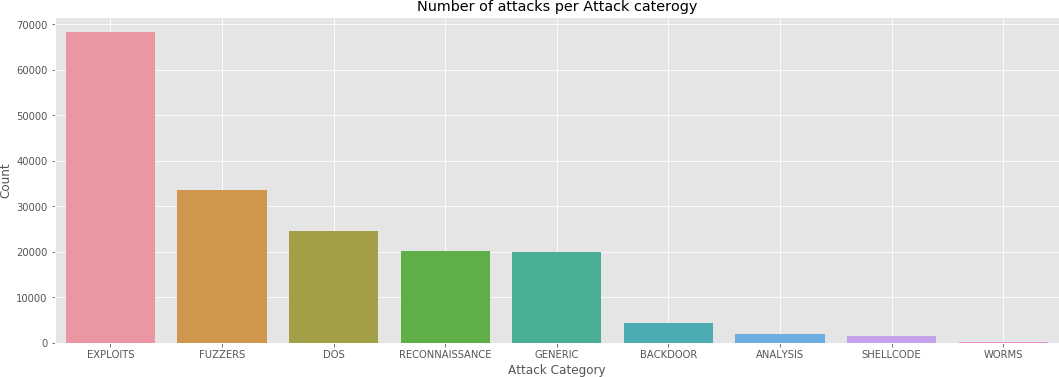 Number of attacks per Attack caterogy
70000
60000
50000
40000
30000
20000
10000
0
Count
EXPLOITS FUZZERS DOS RECONNAISSANCE GENERIC BACKDOOR ANALYSIS SHELLCODE WORMS
Attack Category